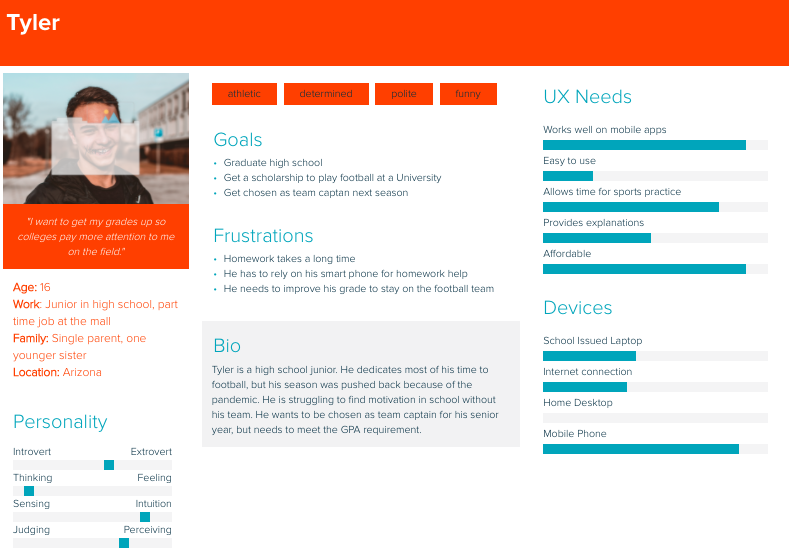 Tyler
"I want to get my grades up so
colleges pay more attention to me
on the field."
Age: 16
Work: Junior in high school, part
time job at the mall
Family: Single parent, one
younger sister
Location: Arizona
Personality
Introvert Extrovert
Thinking Feeling
Sensing Intuition
Judging Perceiving
athletic determined polite funny
Goals
• Graduate high school
• Get a scholarship to play football at a University
• Get chosen as team captan next season
Frustrations
• Homework takes a long time
• He has to rely on his smart phone for homework help
• He needs to improve his grade to stay on the football team
Bio
Tyler is a high school junior. He dedicates most of his time to
football, but his season was pushed back because of the
pandemic. He is struggling to find motivation in school without
his team. He wants to be chosen as team captain for his senior
year, but needs to meet the GPA requirement.
UX Needs
Works well on mobile apps
Easy to use
Allows time for sports practice
Provides explanations
Affordable
Devices
School Issued Laptop
Internet connection
Home Desktop
Mobile Phone